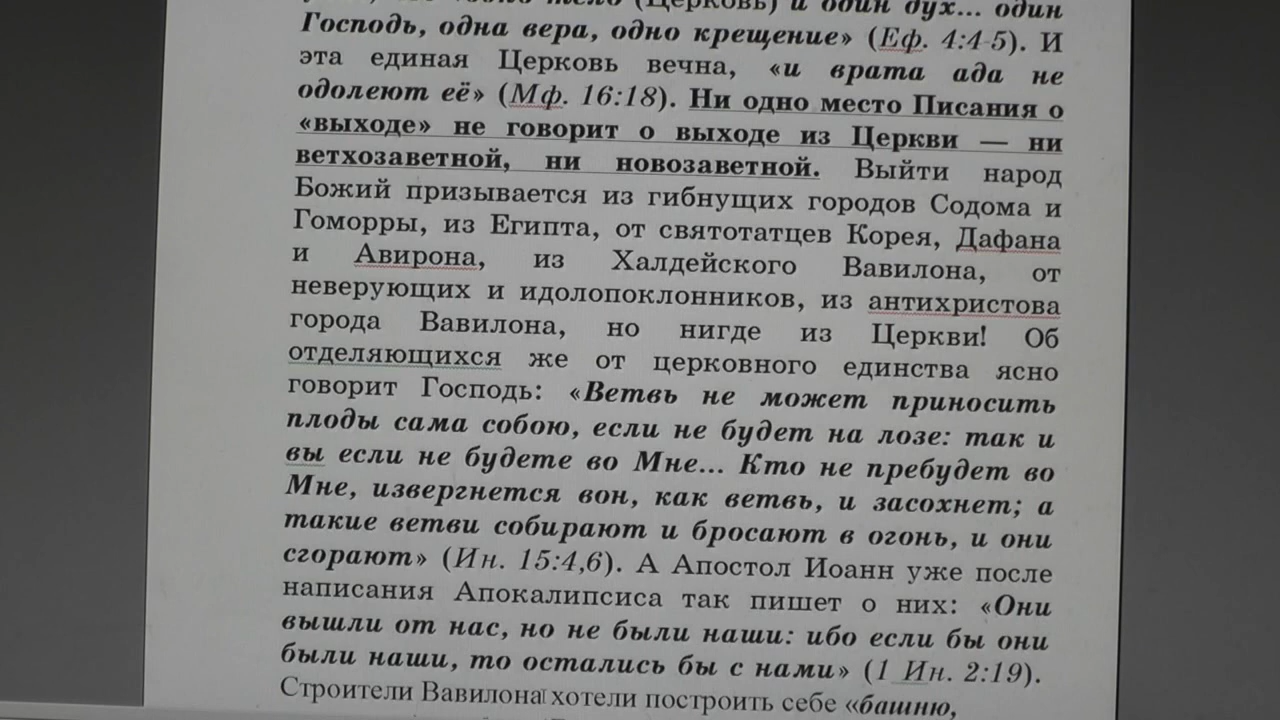 (Церковь) и один дух... один
Господь, одна вера, одно крещение» (Еф. 4:4-5). И
эта единая Церковь вечна, «и врата ада не
одолеют её» (Мф. 16:18). Ни одно место Писания о
«выходе» не говорит о выходе из Церкви — ни
ветхозаветной, ни новозаветной. Выйти народ
Божий призывается из гибнущих городов Содома и
Гоморры, из Египта, от святотатцев Корея, Дафана
и Авирона, из Халдейского Вавилона, от
неверующих и идолопоклонников, из антихристова
города Вавилона, но нигде из Церкви! Об
отделяющихся же от церковного единства ясно
говорит Господь: «Ветвь не может приносить
плоды сама собою, если не будет на лозе: так и
вы если не будете во Мне... Кто не пребудет во
Мне, извергнется вон, как ветвь, и засохнет; а
такие ветви собирают и бросают в огонь, и они
сгорают» (Ин. 15:4,6). А Апостол Иоанн уже после
написания Апокалипсиса так пишет о них: «Они
вышли от нас, но не были наши: ибо если бы они
были наши, то остались бы с нами» (1 Ин. 2:19).
Строители Вавилона хотели построить себе «башню,